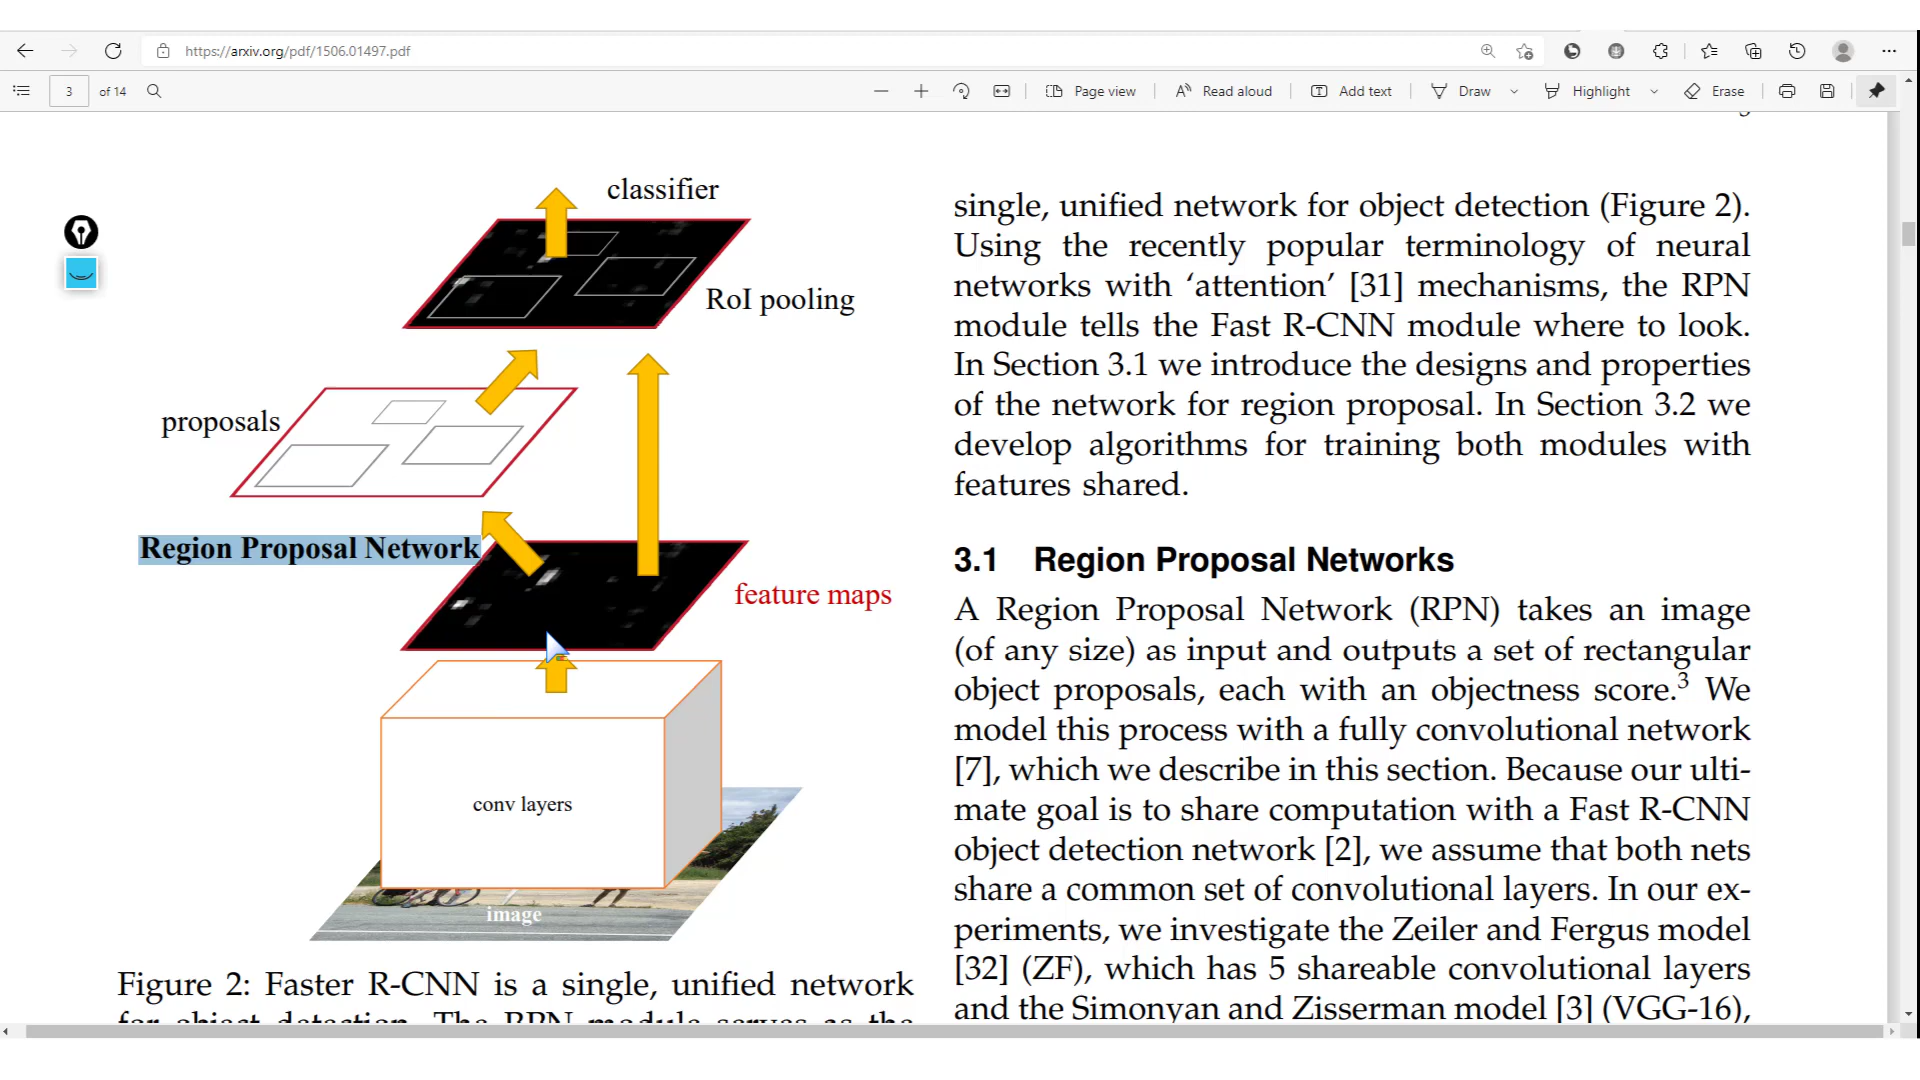 https://arxiv.org/pdf/1506.01497.pdf
3 of 14
Page view
Read aloud
Add text
Draw
Highlight
Erase
classifier
RoI pooling
proposals
Region Proposal Network
feature maps
conv layers
image
Figure 2: Faster R-CNN is a single, unified network
for object detection. The RPN module serves as the
single, unified network for object detection (Figure 2).
Using the recently popular terminology of neural
networks with ‘attention’ [31] mechanisms, the RPN
module tells the Fast R-CNN module where to look.
In Section 3.1 we introduce the designs and properties
of the network for region proposal. In Section 3.2 we
develop algorithms for training both modules with
features shared.
3.1 Region Proposal Networks
A Region Proposal Network (RPN) takes an image
(of any size) as input and outputs a set of rectangular
object proposals, each with an objectness score.3 We
model this process with a fully convolutional network
[7], which we describe in this section. Because our ulti-
mate goal is to share computation with a Fast R-CNN
object detection network [2], we assume that both nets
share a common set of convolutional layers. In our ex-
periments, we investigate the Zeiler and Fergus model
[32] (ZF), which has 5 shareable convolutional layers
and the Simonyan and Zisserman model [3] (VGG-16),